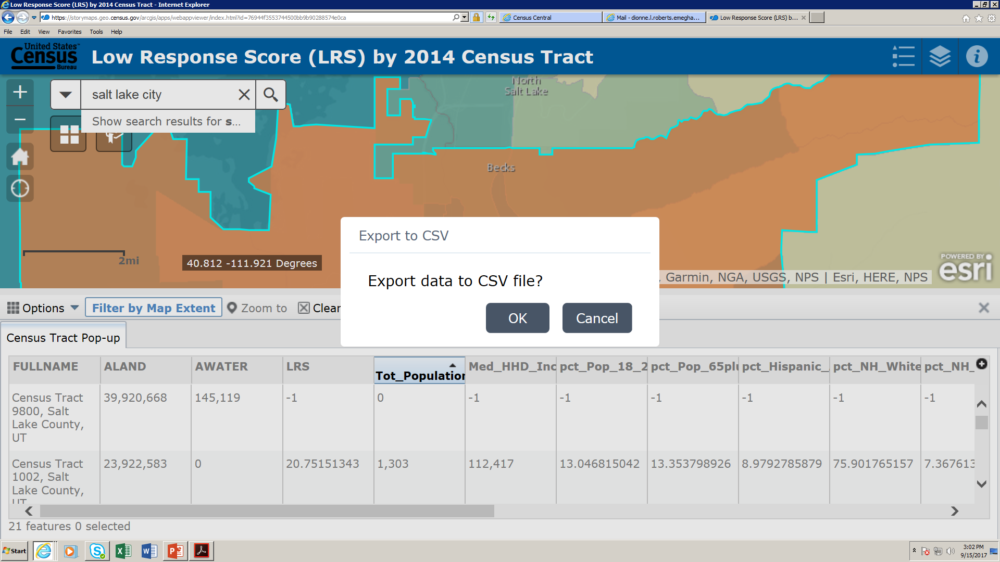 Low Response Score (LRS) by 2014 Census Tract - Internet Explorer
https://storymaps.geo.census.gov/arcgis/apps/webappviewer/index.html?id=76944f3553744500bb9b90288574e0ca
Census Central
Mail - dionne.l.roberts.emegha...
Low Response Score (LRS) b...
File Edit View Favorites Tools Help
United States™
Census
Bureau
Low Response Score (LRS) by 2014 Census Tract
salt lake city
Show search results for s...
North
Salt Lake
Becks
2mi
40.812 -111.921 Degrees
Export to CSV
Export data to CSV file?
OK
Cancel
, Garmin, NGA, USGS, NPS | Esri, HERE, NPS
POWERED BY
esri
Options Filter by Map Extent Zoom to Clear
Census Tract Pop-up
FULLNAME ALAND AWATER LRS Tot_Population Med_HHD_Inc pct_Pop_18_2 pct_Pop_65plu pct_Hispanic_ pct_NH_White pct_NH_
Census Tract 39,920,668 145,119 -1 0 -1 -1 -1 -1 -1 -1
9800, Salt
Lake County,
UT
Census Tract 23,922,583 0 20.75151343 1,303 112,417 13.046815042 13.353798926 8.9792785879 75.901765157 7.367613
1002, Salt
Lake County,
UT
21 features 0 selected
Start
3:02 PM
9/15/2017